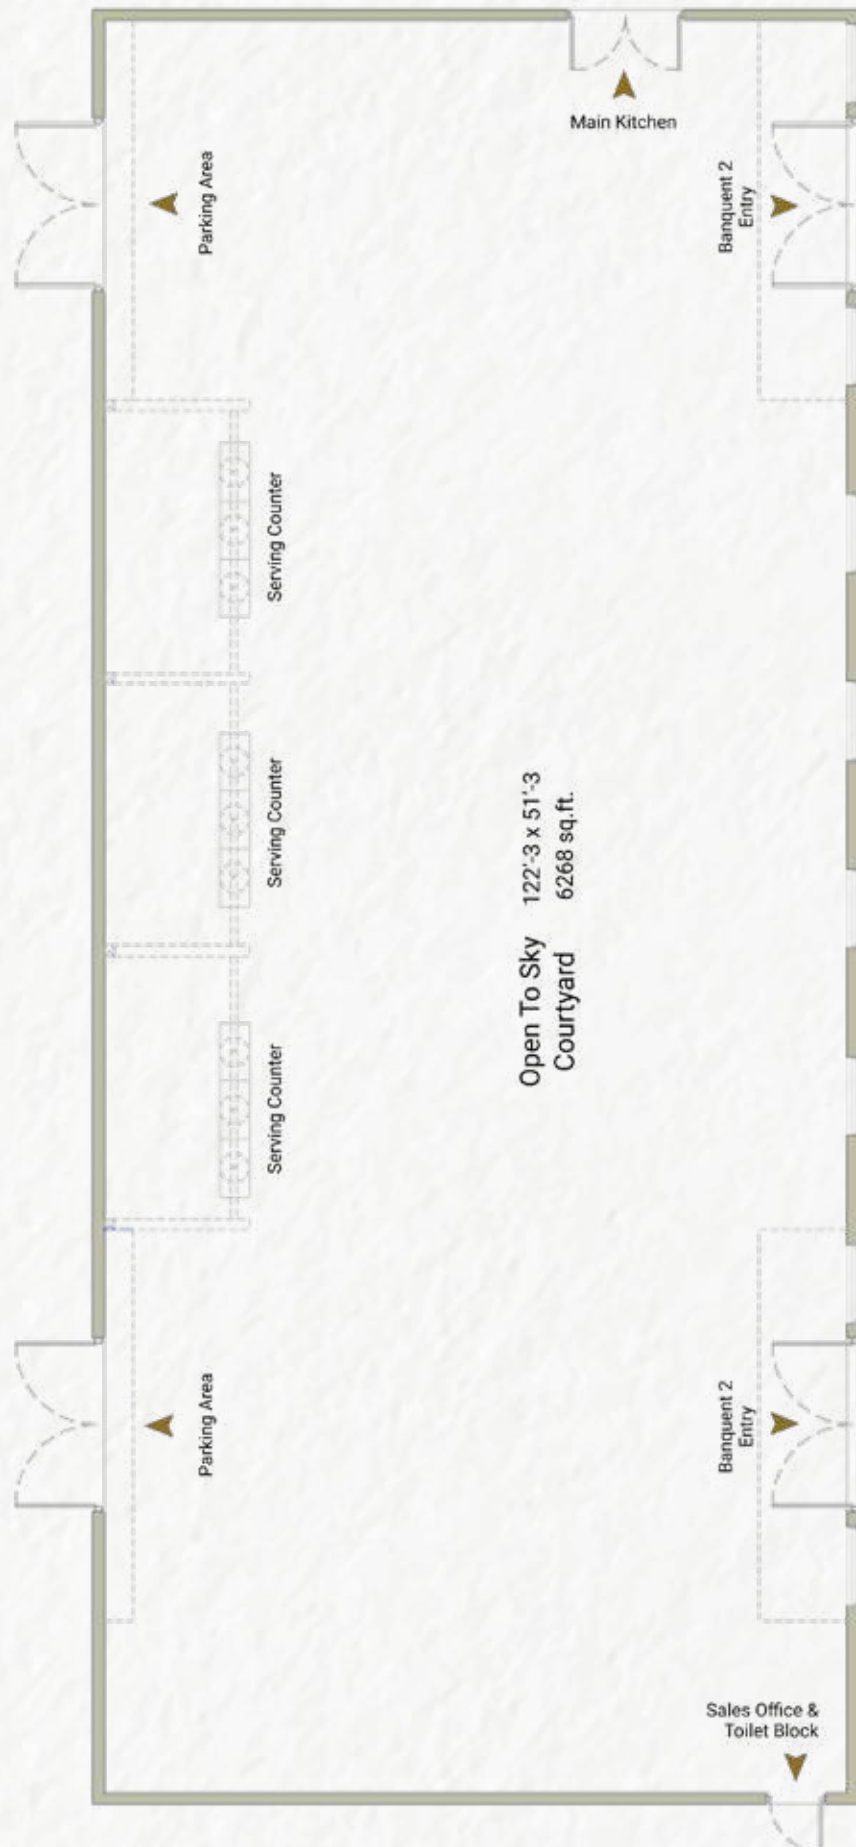 Main Kitchen
Parking Area
Banquent 2
Entry
Serving Counter
Serving Counter
Open To Sky 122'-3 x 51'-3
Courtyard 6268 sq.ft.
Serving Counter
Parking Area
Banquent 2
Entry
Sales Office &
Toilet Block